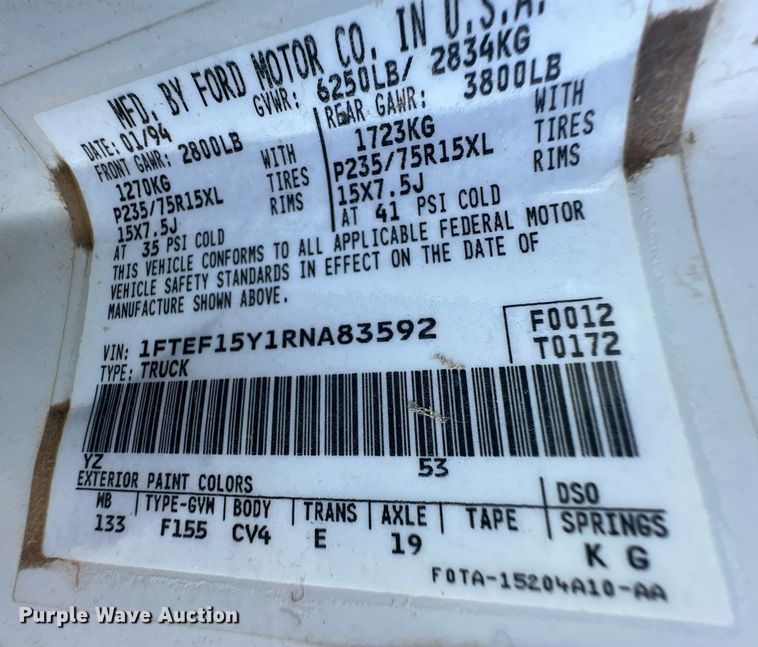 MFD. BY FORD MOTOR CO. IN U.S.A.
DATE: 01/94 GVWR: 6250LB/ 2834KG
FRONT GAWR: 2800LB REAR GAWR: 3800LB
1270KG WITH 1723KG WITH
P235/75R15XL TIRES P235/75R15XL TIRES
15X7.5J RIMS 15X7.5J RIMS
AT 35 PSI COLD AT 41 PSI COLD
THIS VEHICLE CONFORMS TO ALL APPLICABLE FEDERAL MOTOR
VEHICLE SAFETY STANDARDS IN EFFECT ON THE DATE OF
MANUFACTURE SHOWN ABOVE.
VIN: 1FTEF15Y1RNA83592 F0012
TYPE: TRUCK T0172
YZ 53
EXTERIOR PAINT COLORS DSO
WB TYPE-GVW BODY TRANS AXLE TAPE SPRINGS
133 F155 CV4 E 19 K G
F0TA-15204A10-AA
Purple Wave Auction